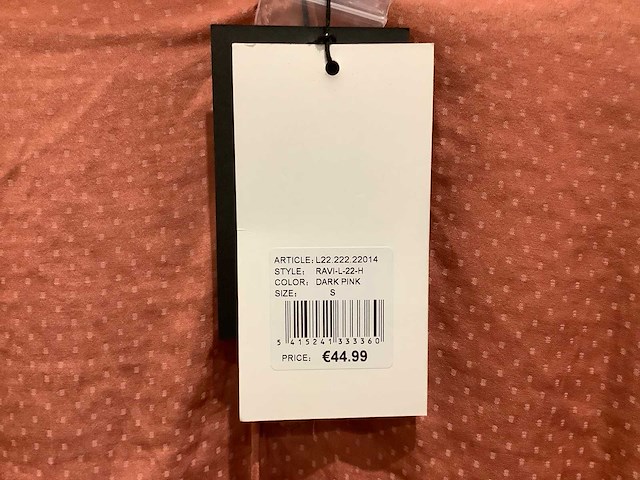 ARTICLE: L22.222.22014
STYLE: RAVI-L-22-H
COLOR: DARK PINK
SIZE: S
5 415241 333360
PRICE: €44.99